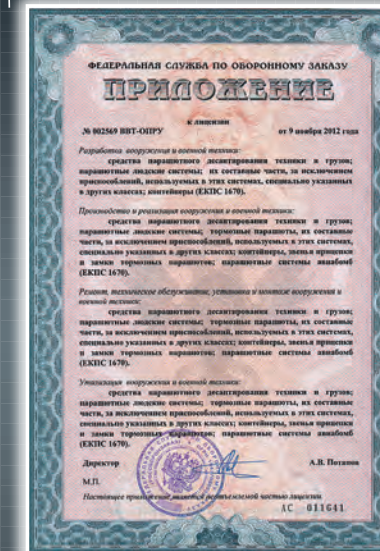 ФЕДЕРАЛЬНАЯ СЛУЖБА ПО ОБОРОННОМУ ЗАКАЗУ
ПРИЛОЖЕНИЕ
к лицензии
№ 002569 ВВТ-ОПРУ от 9 ноября 2012 года
Разработка вооружения и военной техники:
средства парашютного десантирования техники и грузов;
парашютные людские системы; их составные части, за исключением
приспособлений, используемых в этих системах, специально указанных
в других классах; контейнеры (ЕКПС 1670).
Производство и реализация вооружения и военной техники:
средства парашютного десантирования техники и грузов;
парашютные людские системы; тормозные парашюты, их составные
части, за исключением приспособлений, используемых в этих системах,
специально указанных в других классах; контейнеры, звенья прицепки
и замки тормозных парашютов; парашютные системы авиабомб
(ЕКПС 1670).
Ремонт, техническое обслуживание, установка и монтаж вооружения и
военной техники:
средства парашютного десантирования техники и грузов;
парашютные людские системы; тормозные парашюты, их составные
части, за исключением приспособлений, используемых в этих системах,
специально указанных в других классах; контейнеры, звенья прицепки
и замки тормозных парашютов; парашютные системы авиабомб
(ЕКПС 1670).
Утилизация вооружения и военной техники:
средства парашютного десантирования техники и грузов;
парашютные людские системы; тормозные парашюты, их составные
части, за исключением приспособлений, используемых в этих системах,
специально указанных в других классах; контейнеры, звенья прицепки
и замки тормозных парашютов; парашютные системы авиабомб
(ЕКПС 1670).
Директор А.В. Потапов
М.П.
Настоящее приложение является неотъемлемой частью лицензии
АС 011641